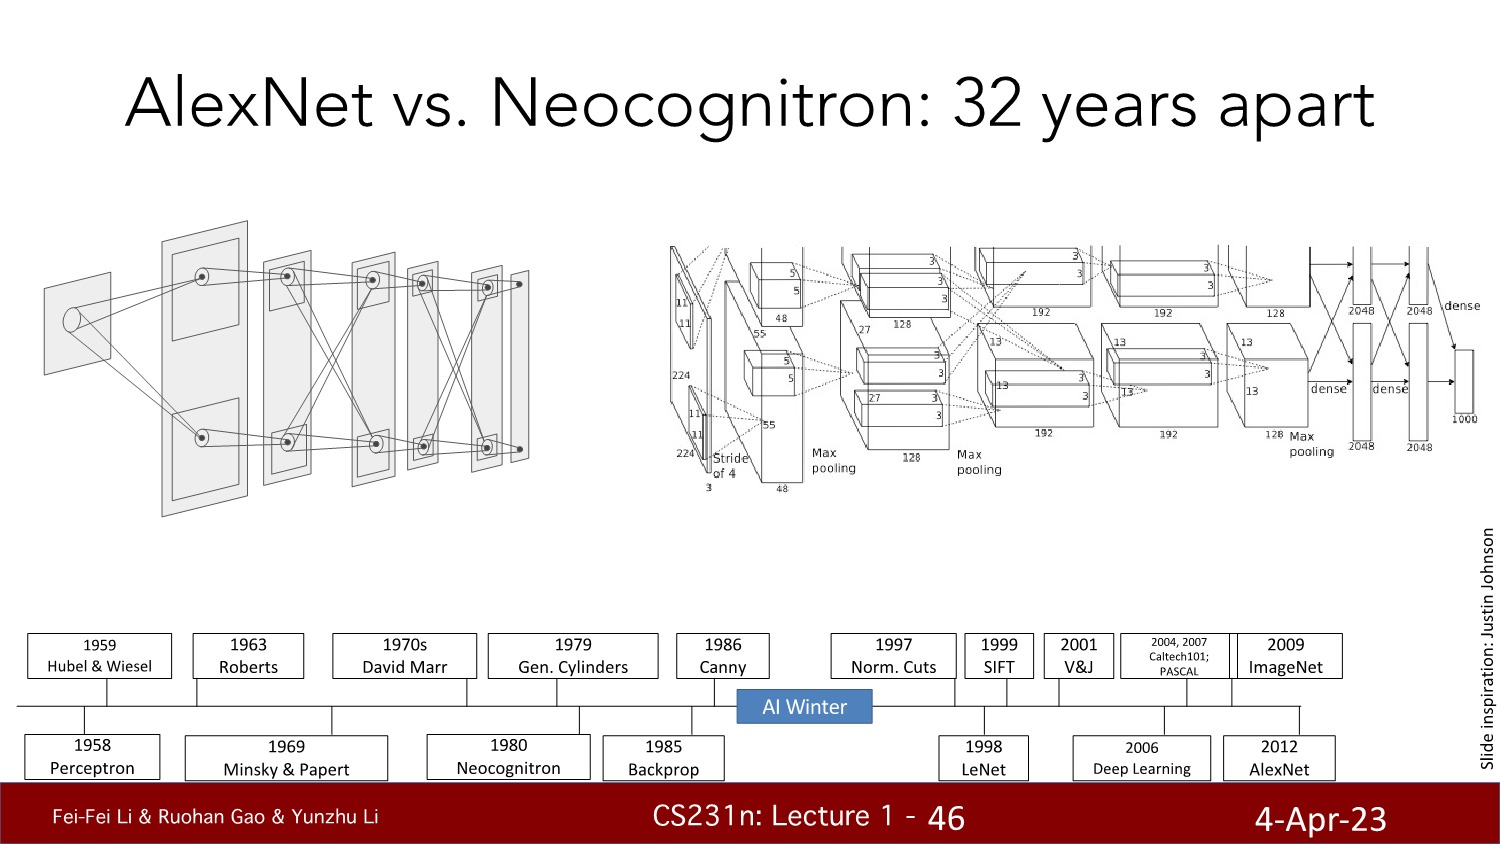 AlexNet vs. Neocognitron: 32 years apart
11
11
224
11
11
224
Stride
of 4
3
5
5
48
55
5
5
55
48
Max
pooling
3
3
3
128
27
3
3
27
3
3
128
Max
pooling
3
3
192
13
3
3
13
192
3
3
192
13
3
3
13
192
128
13
13
128
Max
pooling
2048
2048
dense
dense
dense
2048
2048
1000
Slide inspiration: Justin Johnson
1959
Hubel & Wiesel
1963
Roberts
1970s
David Marr
1979
Gen. Cylinders
1986
Canny
1997
Norm. Cuts
1999
SIFT
2001
V&J
2004, 2007
Caltech101;
PASCAL
2009
ImageNet
AI Winter
1958
Perceptron
1969
Minsky & Papert
1980
Neocognitron
1985
Backprop
1998
LeNet
2006
Deep Learning
2012
AlexNet
Fei-Fei Li & Ruohan Gao & Yunzhu Li
CS231n: Lecture 1 - 46
4-Apr-23